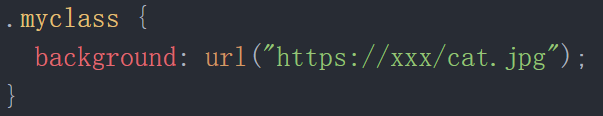 .myclass {
  background: url("https://xxx/cat.jpg");
}